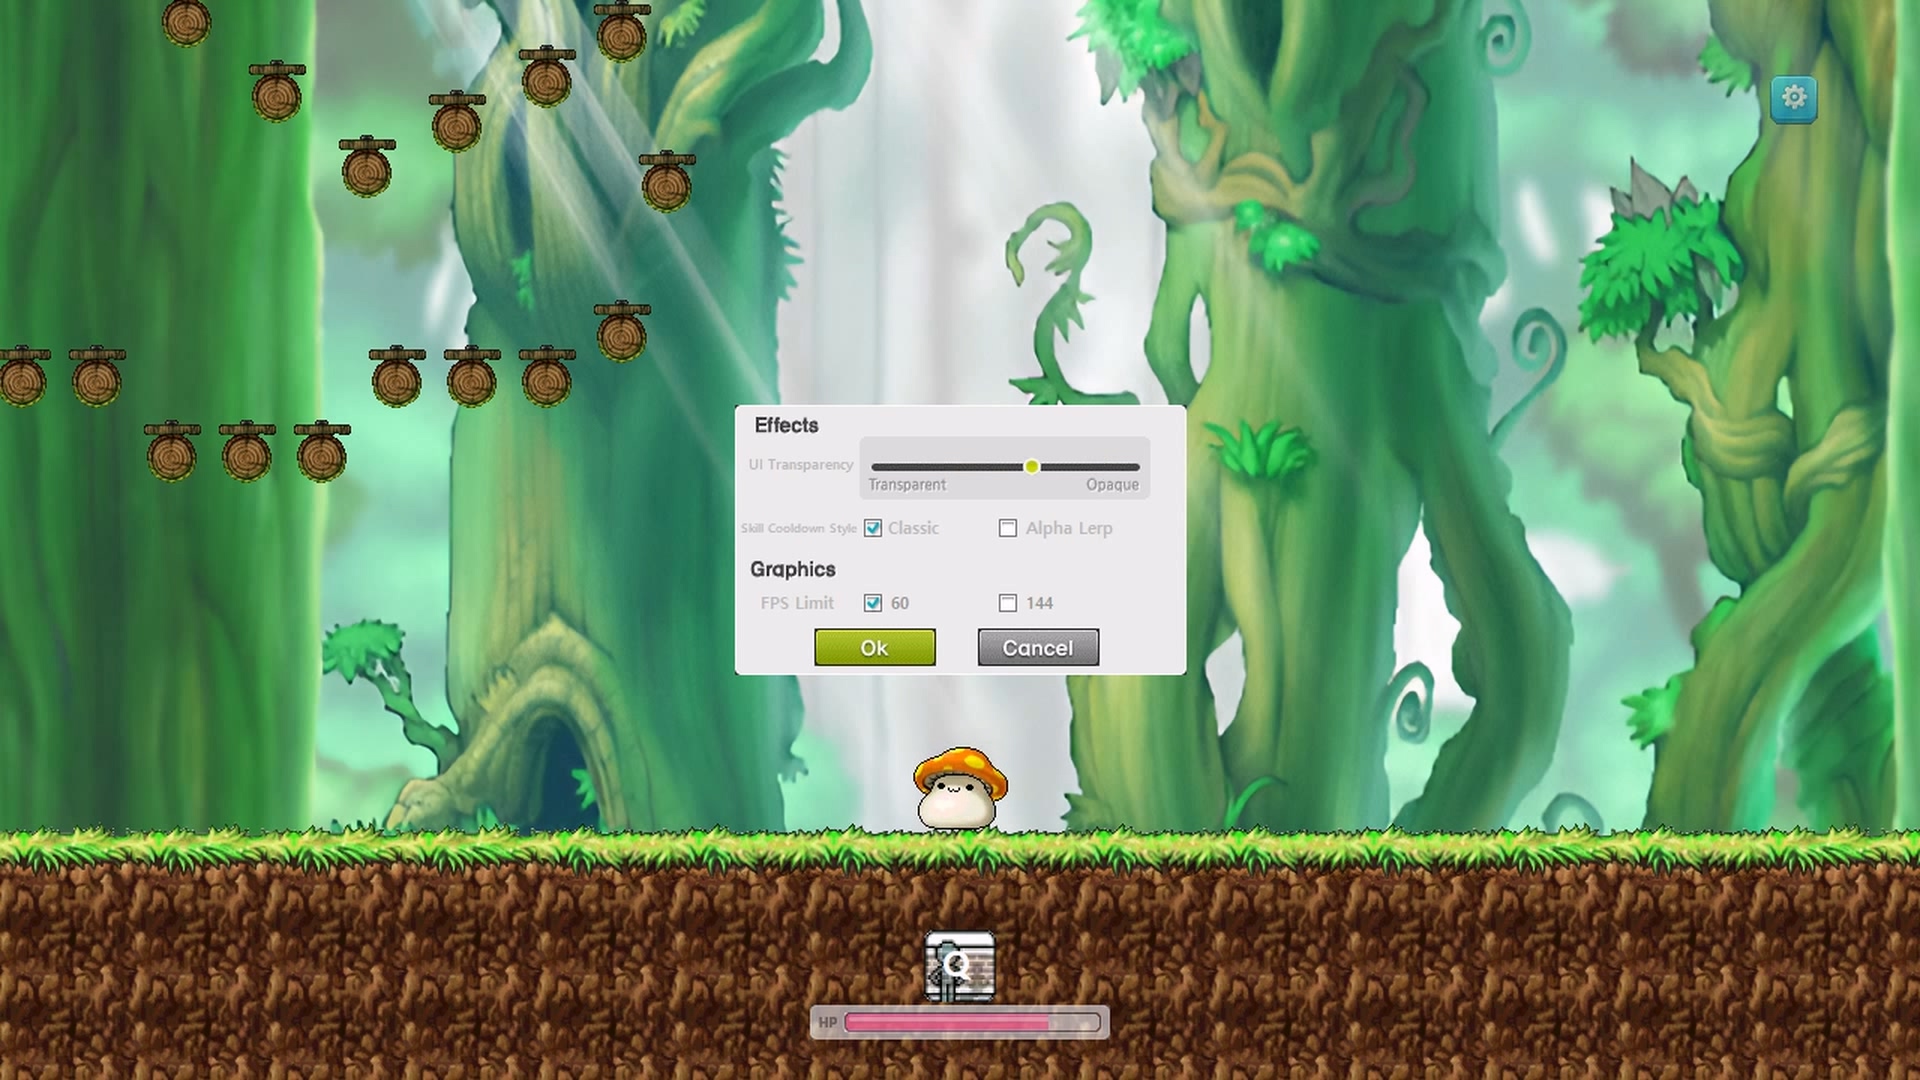 Effects
UI Transparency
Transparent Opaque
Skill Cooldown Style Classic Alpha Lerp
Graphics
FPS Limit 60 144
Ok Cancel
Q
HP